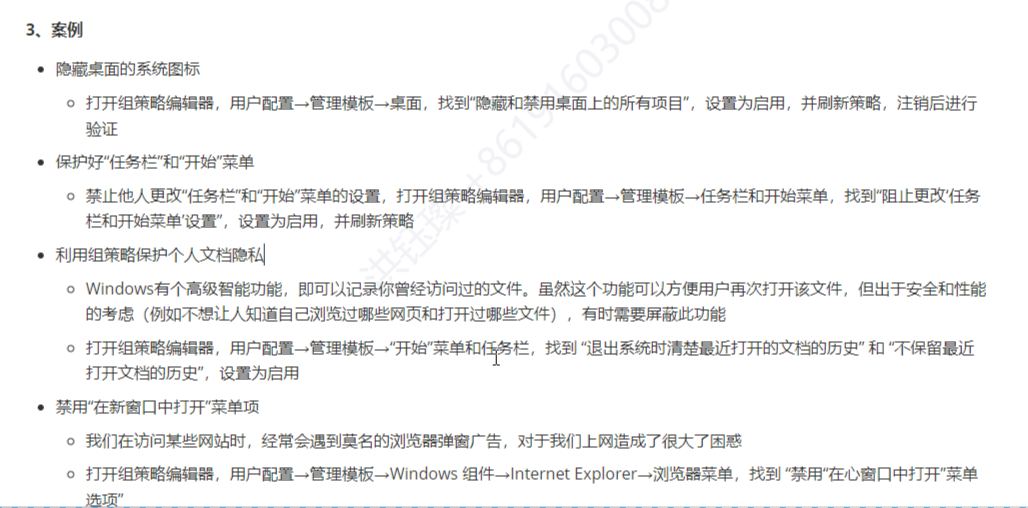 3、案例
隐藏桌面的系统图标
打开组策略编辑器，用户配置→管理模板→桌面，找到“隐藏和禁用桌面上的所有项目”，设置为启用，并刷新策略，注销后进行
验证
保护好“任务栏”和“开始”菜单
禁止他人更改“任务栏”和“开始”菜单的设置，打开组策略编辑器，用户配置→管理模板→任务栏和开始菜单，找到“阻止更改‘任务
栏和开始菜单’设置”，设置为启用，并刷新策略
利用组策略保护个人文档隐私
Windows有个高级智能功能，即可以记录你曾经访问过的文件。虽然这个功能可以方便用户再次打开该文件，但出于安全和性能
的考虑（例如不想让人知道自己浏览过哪些网页和打开过哪些文件），有时需要屏蔽此功能
打开组策略编辑器，用户配置→管理模板→“开始”菜单和任务栏，找到 “退出系统时清楚最近打开的文档的历史” 和 “不保留最近
打开文档的历史”，设置为启用
禁用“在新窗口中打开”菜单项
我们在访问某些网站时，经常会遇到莫名的浏览器弹窗广告，对于我们上网造成了很大了困惑
打开组策略编辑器，用户配置→管理模板→Windows 组件→Internet Explorer→浏览器菜单，找到 “禁用“在心窗口中打开”菜单
选项”
洪钰璨 +86191603008